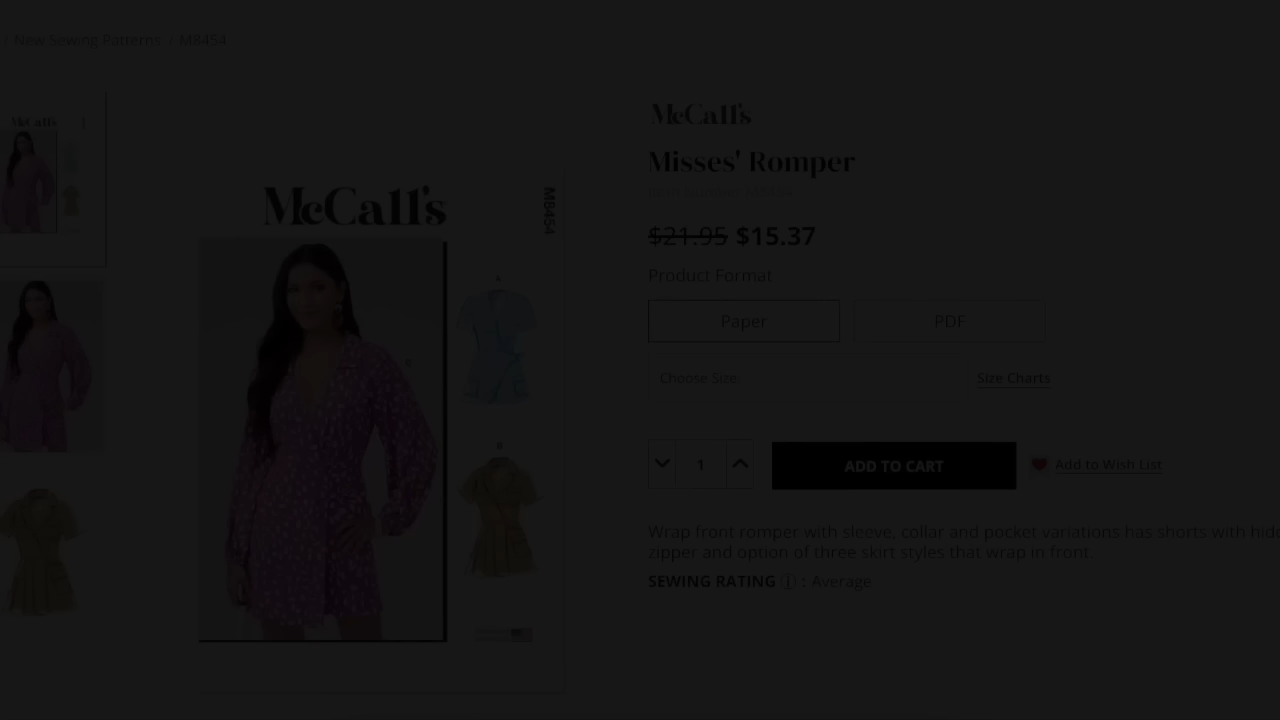 / New Sewing Patterns / M8454
McCall's
McCall's
M8454
McCall's
Misses' Romper
$21.95 $15.37
Product Format
Paper
PDF
Choose Size:
Size Charts
1
ADD TO CART
Add to Wish List
Wrap front romper with sleeve, collar and pocket variations has shorts with
zipper and option of three skirt styles that wrap in front.
SEWING RATING ⓘ : Average